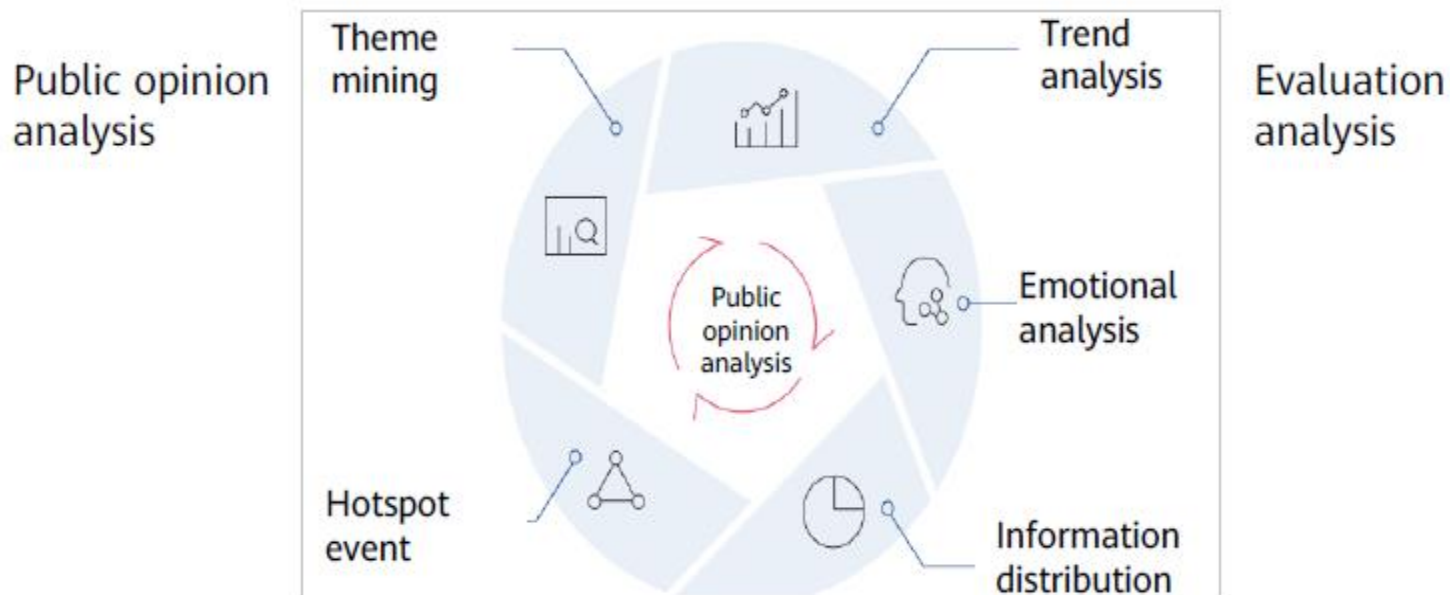 Public opinion
analysis
Theme
mining
Trend
analysis
Evaluation
analysis
Public
opinion
analysis
Emotional
analysis
Hotspot
event
Information
distribution